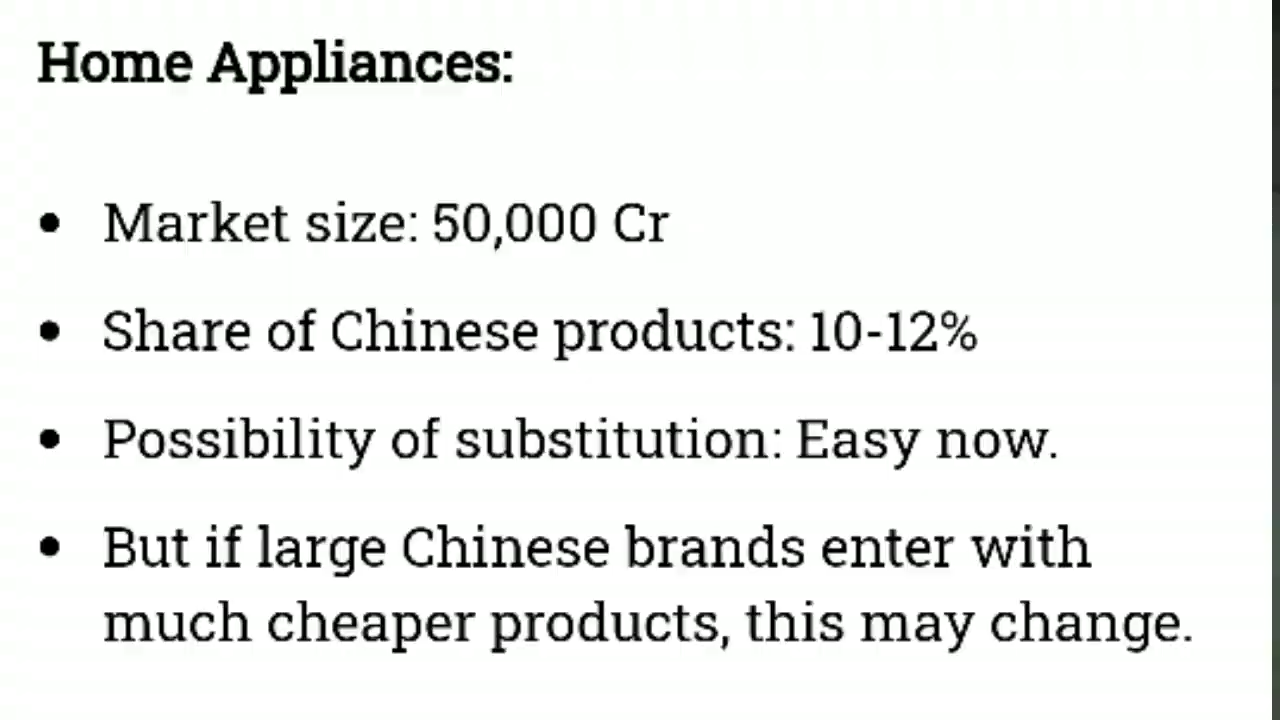 Home Appliances:
• Market size: 50,000 Cr
• Share of Chinese products: 10-12%
• Possibility of substitution: Easy now.
• But if large Chinese brands enter with
much cheaper products, this may change.